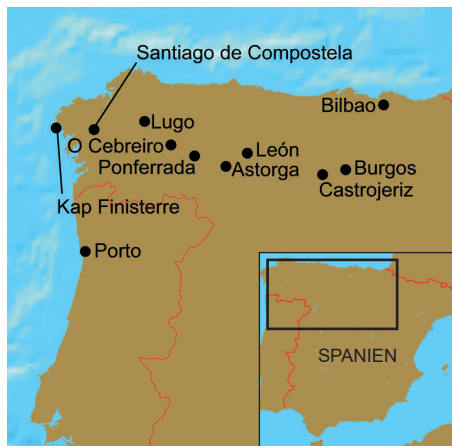 Santiago de Compostela
Bilbao
Lugo
O Cebreiro
León
Ponferrada
Astorga
Burgos
Castrojeriz
Kap Finisterre
Porto
SPANIEN